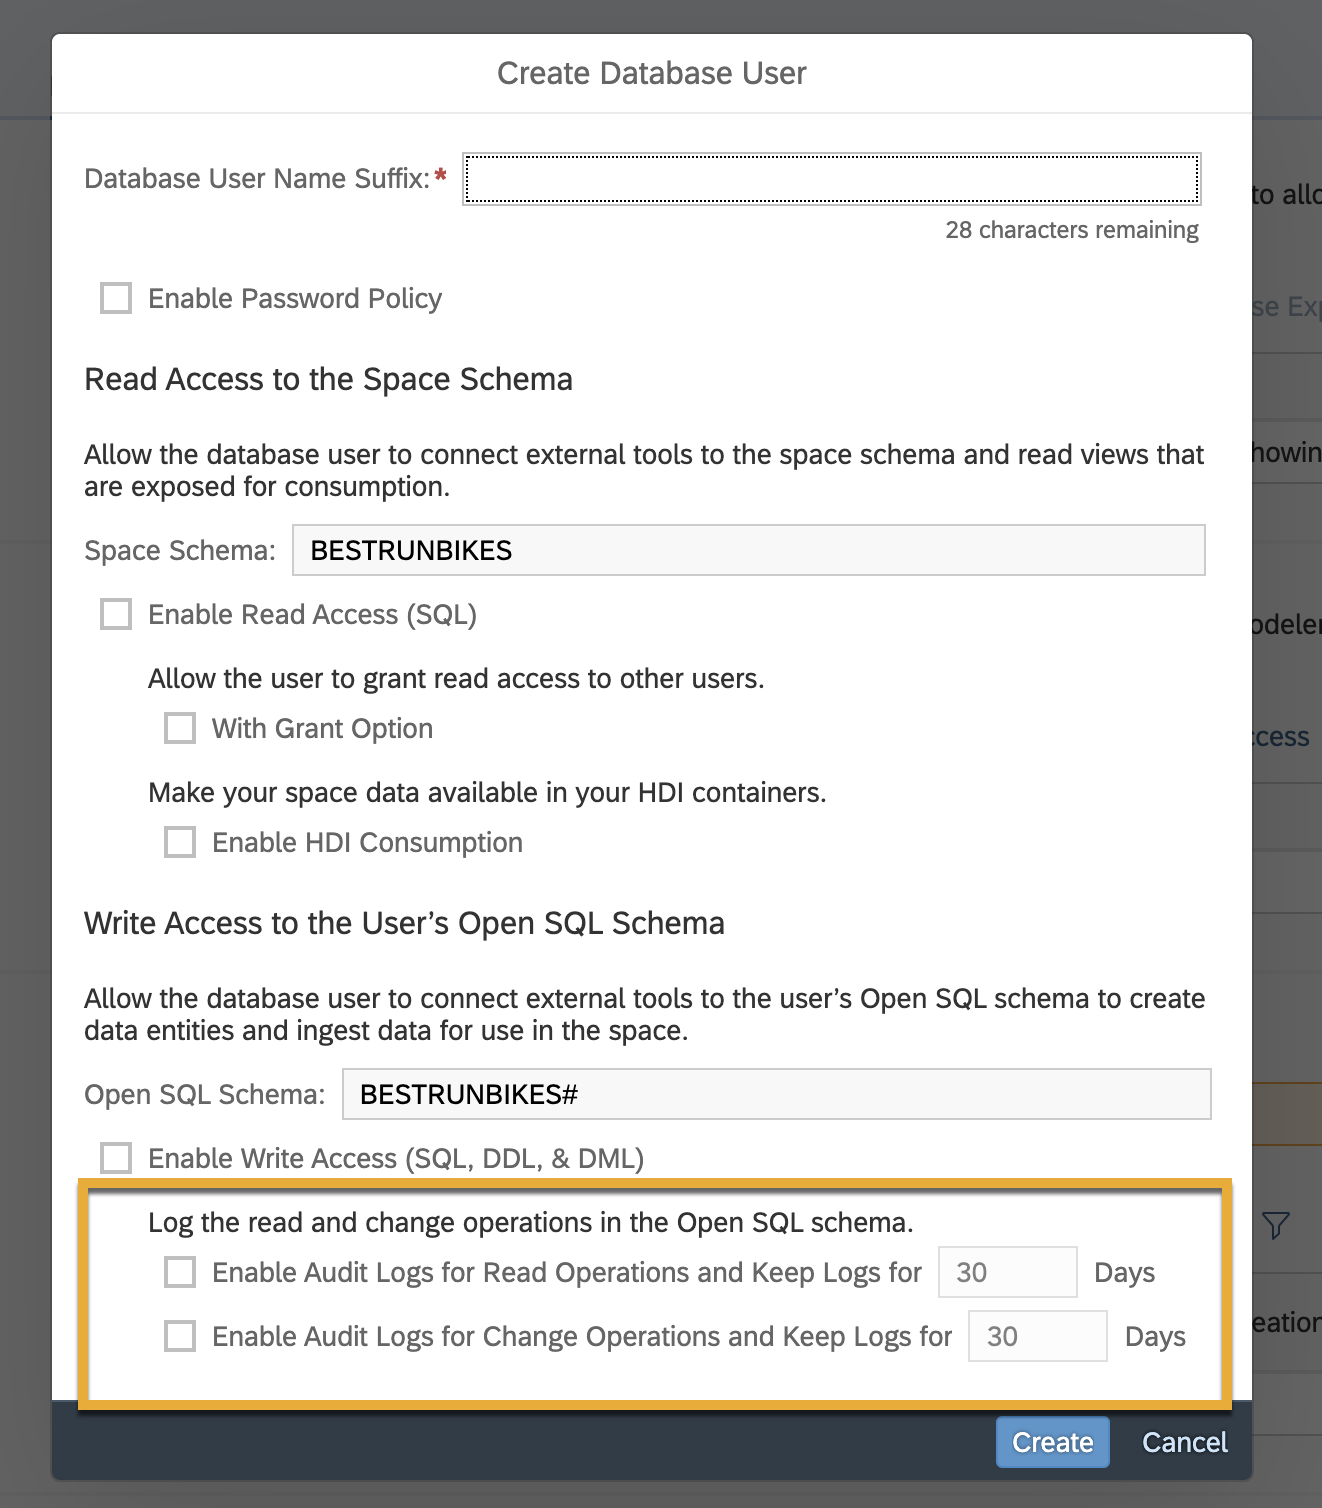 Create Database User
Database User Name Suffix:*
28 characters remaining
to allo
Enable Password Policy
se Exp
Read Access to the Space Schema
Allow the database user to connect external tools to the space schema and read views that
howin
are exposed for consumption.
Space Schema: BESTRUNBIKES
Enable Read Access (SQL)
odeler
Allow the user to grant read access to other users.
With Grant Option
ccess
Make your space data available in your HDI containers.
Enable HDI Consumption
Write Access to the User’s Open SQL Schema
Allow the database user to connect external tools to the user’s Open SQL schema to create
data entities and ingest data for use in the space.
Open SQL Schema: BESTRUNBIKES#
Enable Write Access (SQL, DDL, & DML)
Log the read and change operations in the Open SQL schema.
Enable Audit Logs for Read Operations and Keep Logs for 30 Days
Enable Audit Logs for Change Operations and Keep Logs for 30 Days
eation
Create Cancel